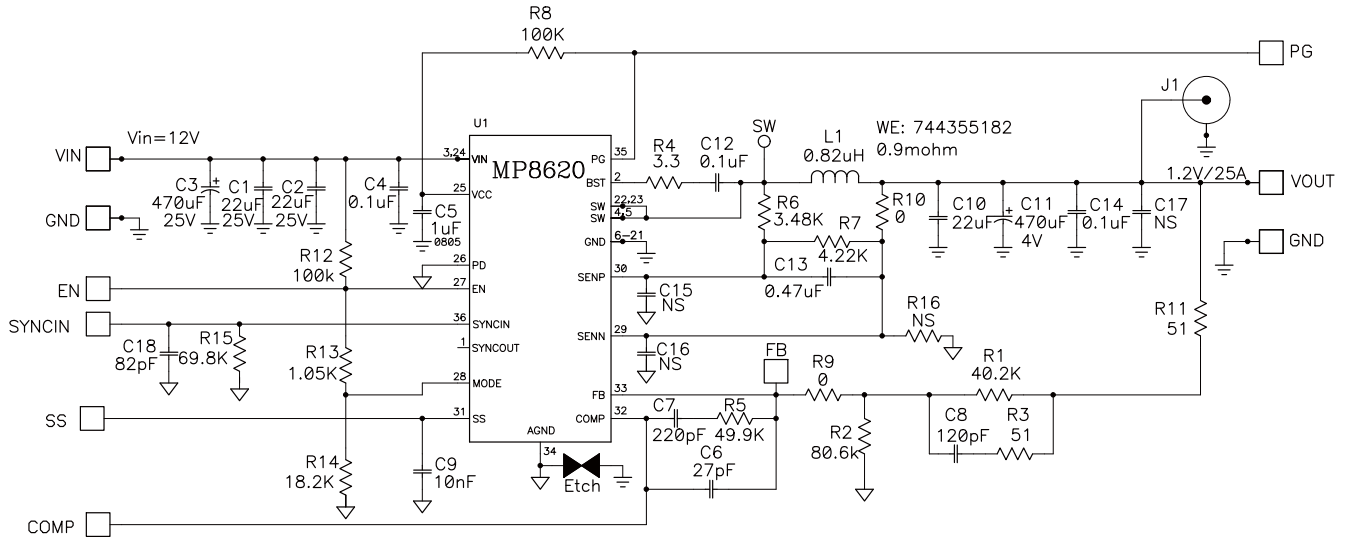 R8
100K
PG
J1
U1
Vin=12V
VIN
3,24
VIN
MP8620
PG
35
R4
3.3
C12
0.1uF
SW
L1
0.82uH
WE: 744355182
0.9mohm
BST
2
1.2V/25A
VOUT
C3
470uF
25V
+
C1
22uF
25V
C2
22uF
25V
C4
0.1uF
25
VCC
C5
1uF
0805
SW
22,23
SW
4,5
R6
3.48K
R7
4.22K
R10
0
C10
22uF
+
C11
470uF
4V
C14
0.1uF
C17
NS
GND
GND
6-21
GND
R12
100k
26
PD
27
EN
EN
SENP
30
C13
0.47uF
C15
NS
R16
NS
R11
51
SYNCIN
36
SYNCIN
C18
82pF
R15
69.8K
1
SYNCOUT
SENN
29
C16
NS
R13
1.05K
28
MODE
FB
R9
0
R1
40.2K
FB
33
SS
31
SS
COMP
32
C7
220pF
R5
49.9K
R2
80.6k
C8
120pF
R3
51
AGND
34
Etch
C6
27pF
R14
18.2K
C9
10nF
COMP